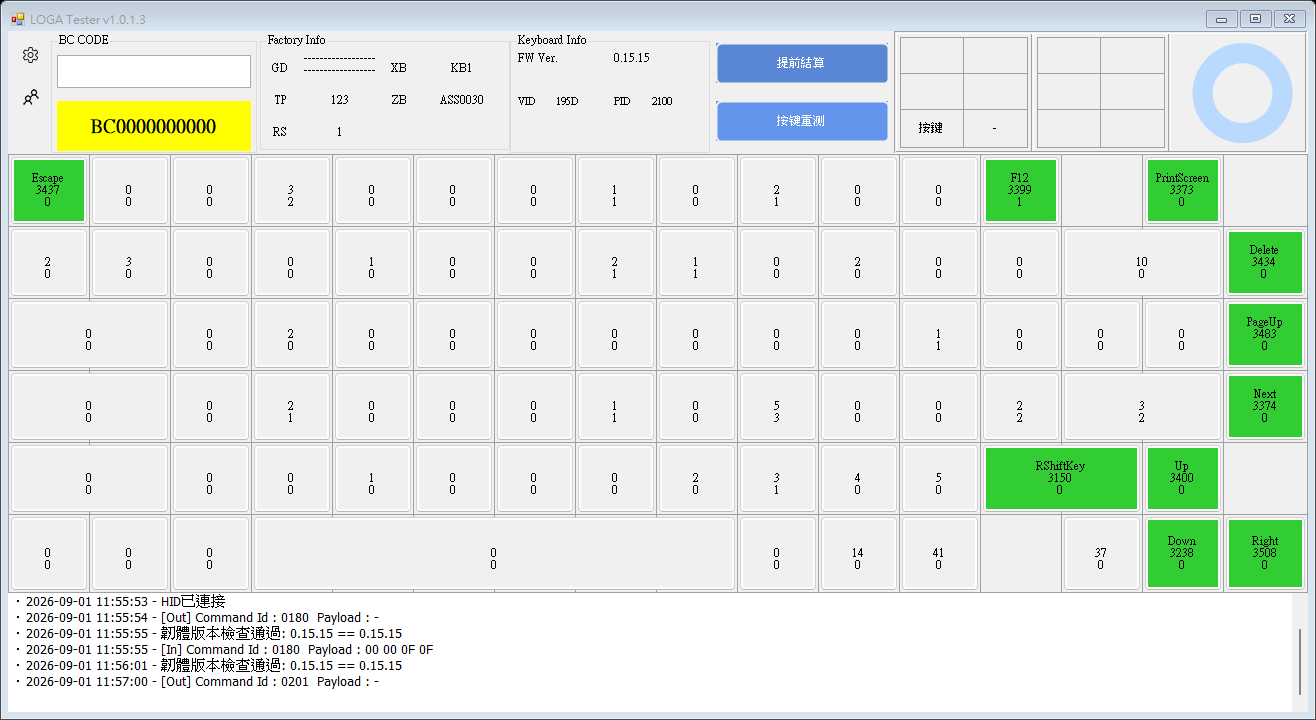 LOGA Tester v1.0.1.3
BC CODE
BC0000000000
Factory Info
GD ----------------- XB KB1
-----------------
TP 123 ZB ASS0030
RS 1
Keyboard Info
FW Ver. 0.15.15
VID 195D PID 2100
提前結算
按键重测
按鍵 -
Escape 3437 0
0 0
0 0
3 2
0 0
0 0
0 0
1 1
0 0
2 1
0 0
0 0
F12 3399 1
PrintScreen 3373 0
2 0
3 0
0 0
0 0
1 0
0 0
0 0
2 1
1 1
0 0
2 0
0 0
0 0
10 0
Delete 3434 0
0 0
0 0
2 0
0 0
0 0
0 0
0 0
0 0
0 0
0 0
1 1
0 0
0 0
0 0
PageUp 3483 0
0 0
0 0
2 1
0 0
0 0
0 0
1 1
0 0
5 3
0 0
0 0
2 2
3 2
Next 3374 0
0 0
0 0
0 0
1 0
0 0
0 0
0 0
2 0
3 1
4 0
5 0
RShiftKey 3150 0
Up 3400 0
0 0
0 0
0 0
0 0
0 0
14 0
41 0
37 0
Down 3238 0
Right 3508 0
· 2026-09-01 11:55:53 - HID已連接
· 2026-09-01 11:55:54 - [Out] Command Id : 0180 Payload : -
· 2026-09-01 11:55:55 - 韌體版本檢查通過: 0.15.15 == 0.15.15
· 2026-09-01 11:55:55 - [In] Command Id : 0180 Payload : 00 00 0F 0F
· 2026-09-01 11:56:01 - 韌體版本檢查通過: 0.15.15 == 0.15.15
· 2026-09-01 11:57:00 - [Out] Command Id : 0201 Payload : -